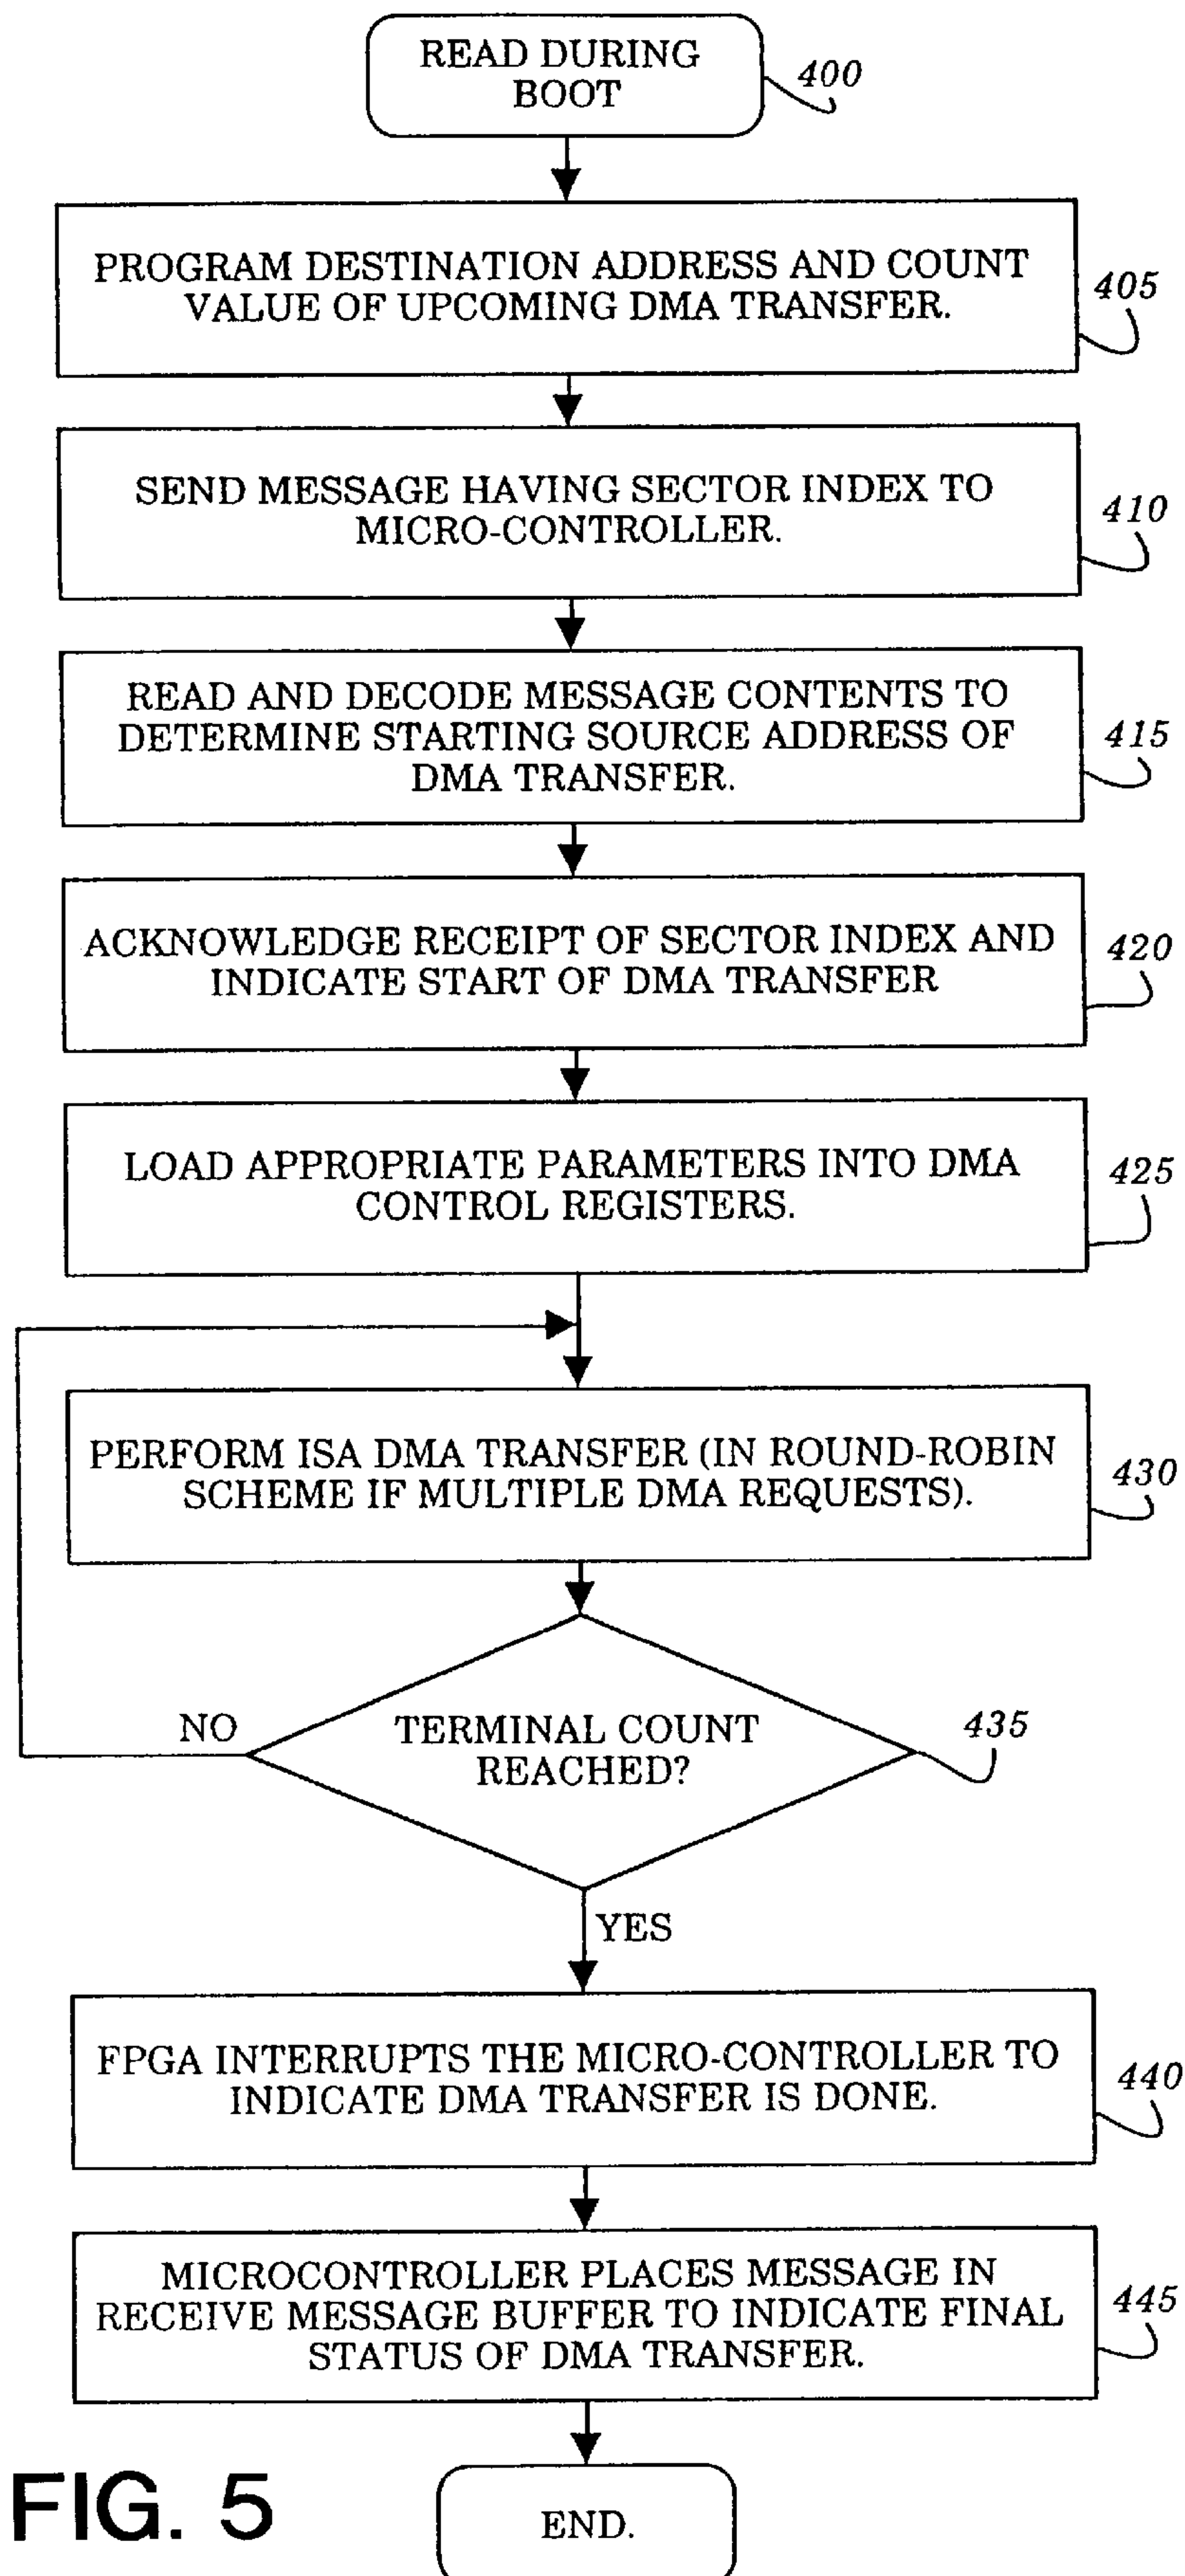 READ DURING
BOOT
400
PROGRAM DESTINATION ADDRESS AND COUNT
VALUE OF UPCOMING DMA TRANSFER.
405
SEND MESSAGE HAVING SECTOR INDEX TO
MICRO-CONTROLLER.
410
READ AND DECODE MESSAGE CONTENTS TO
DETERMINE STARTING SOURCE ADDRESS OF
DMA TRANSFER.
415
ACKNOWLEDGE RECEIPT OF SECTOR INDEX AND
INDICATE START OF DMA TRANSFER
420
LOAD APPROPRIATE PARAMETERS INTO DMA
CONTROL REGISTERS.
425
PERFORM ISA DMA TRANSFER (IN ROUND-ROBIN
SCHEME IF MULTIPLE DMA REQUESTS).
430
NO
TERMINAL COUNT
REACHED?
435
YES
FPGA INTERRUPTS THE MICRO-CONTROLLER TO
INDICATE DMA TRANSFER IS DONE.
440
MICROCONTROLLER PLACES MESSAGE IN
RECEIVE MESSAGE BUFFER TO INDICATE FINAL
STATUS OF DMA TRANSFER.
445
FIG. 5
END.